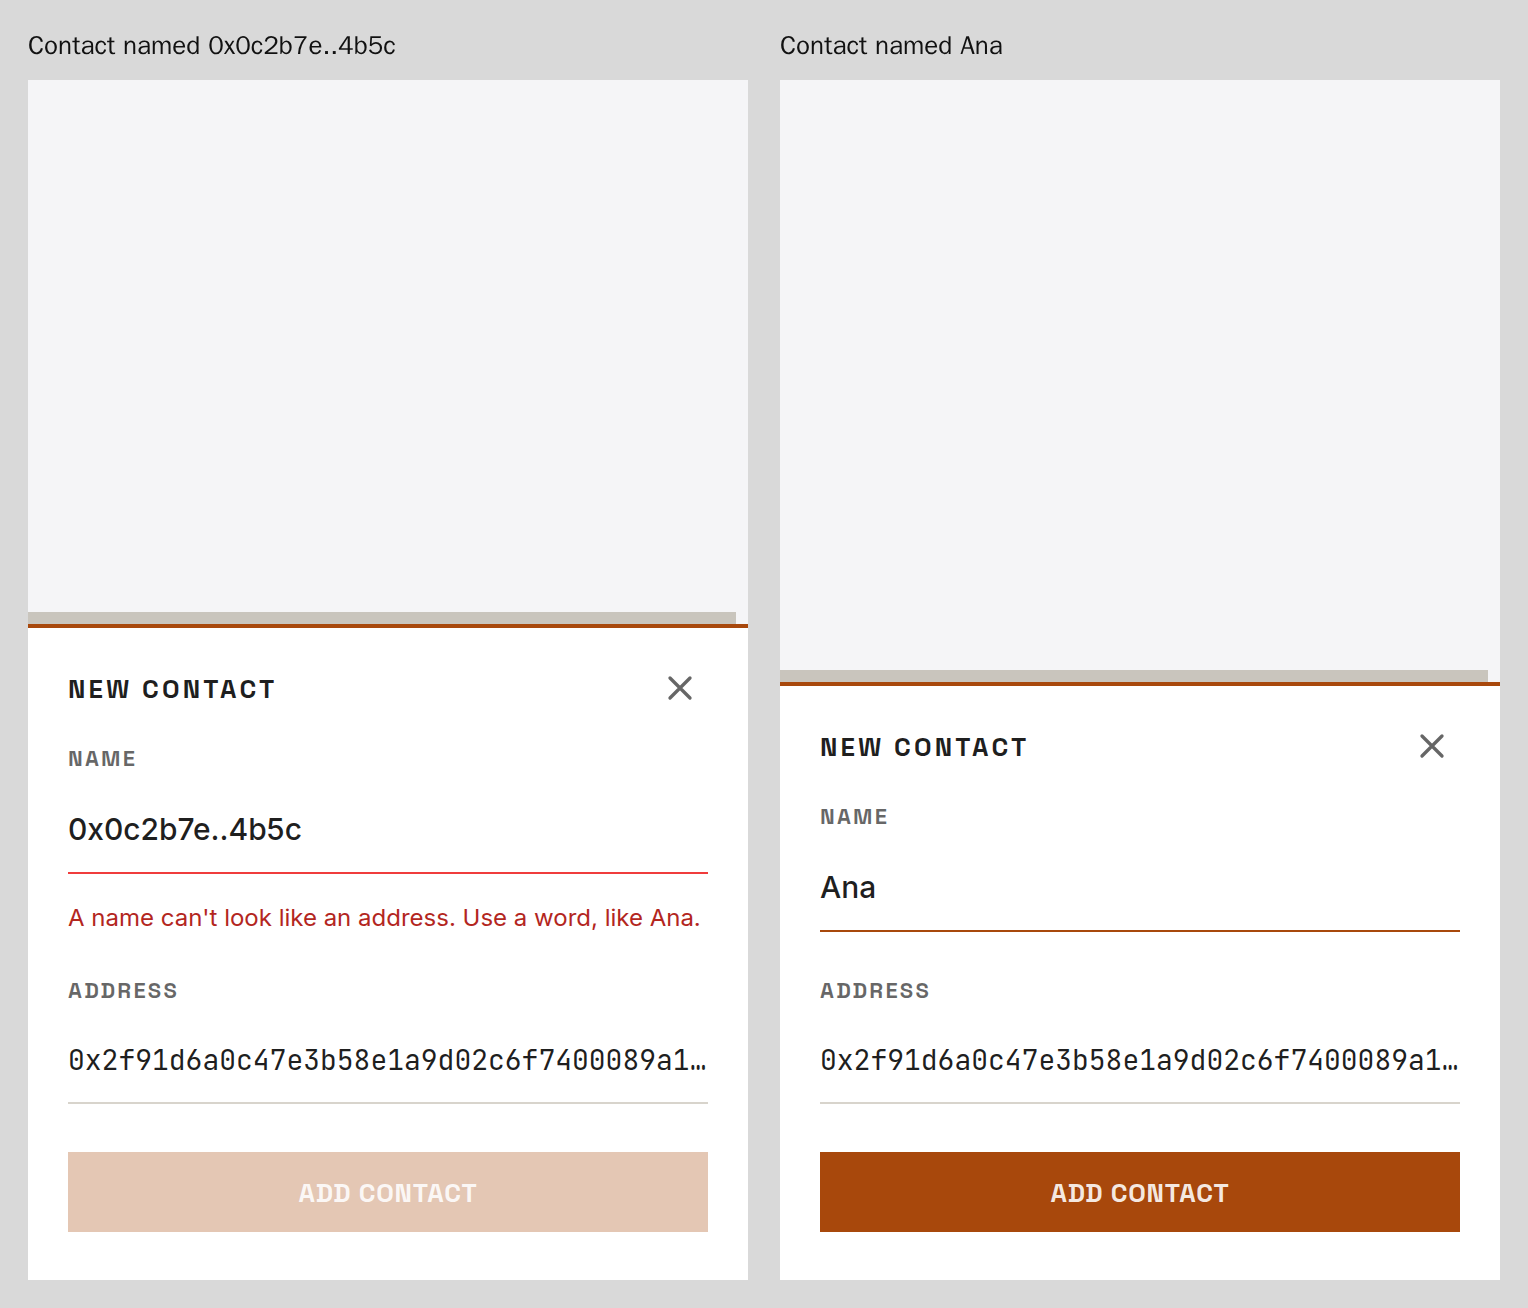 Contact named 0x0c2b7e..4b5c
NEW CONTACT
NAME
0x0c2b7e..4b5c
A name can't look like an address. Use a word, like Ana.
ADDRESS
0x2f91d6a0c47e3b58e1a9d02c6f7400089a1…
ADD CONTACT
Contact named Ana
NEW CONTACT
NAME
Ana
ADDRESS
0x2f91d6a0c47e3b58e1a9d02c6f7400089a1…
ADD CONTACT